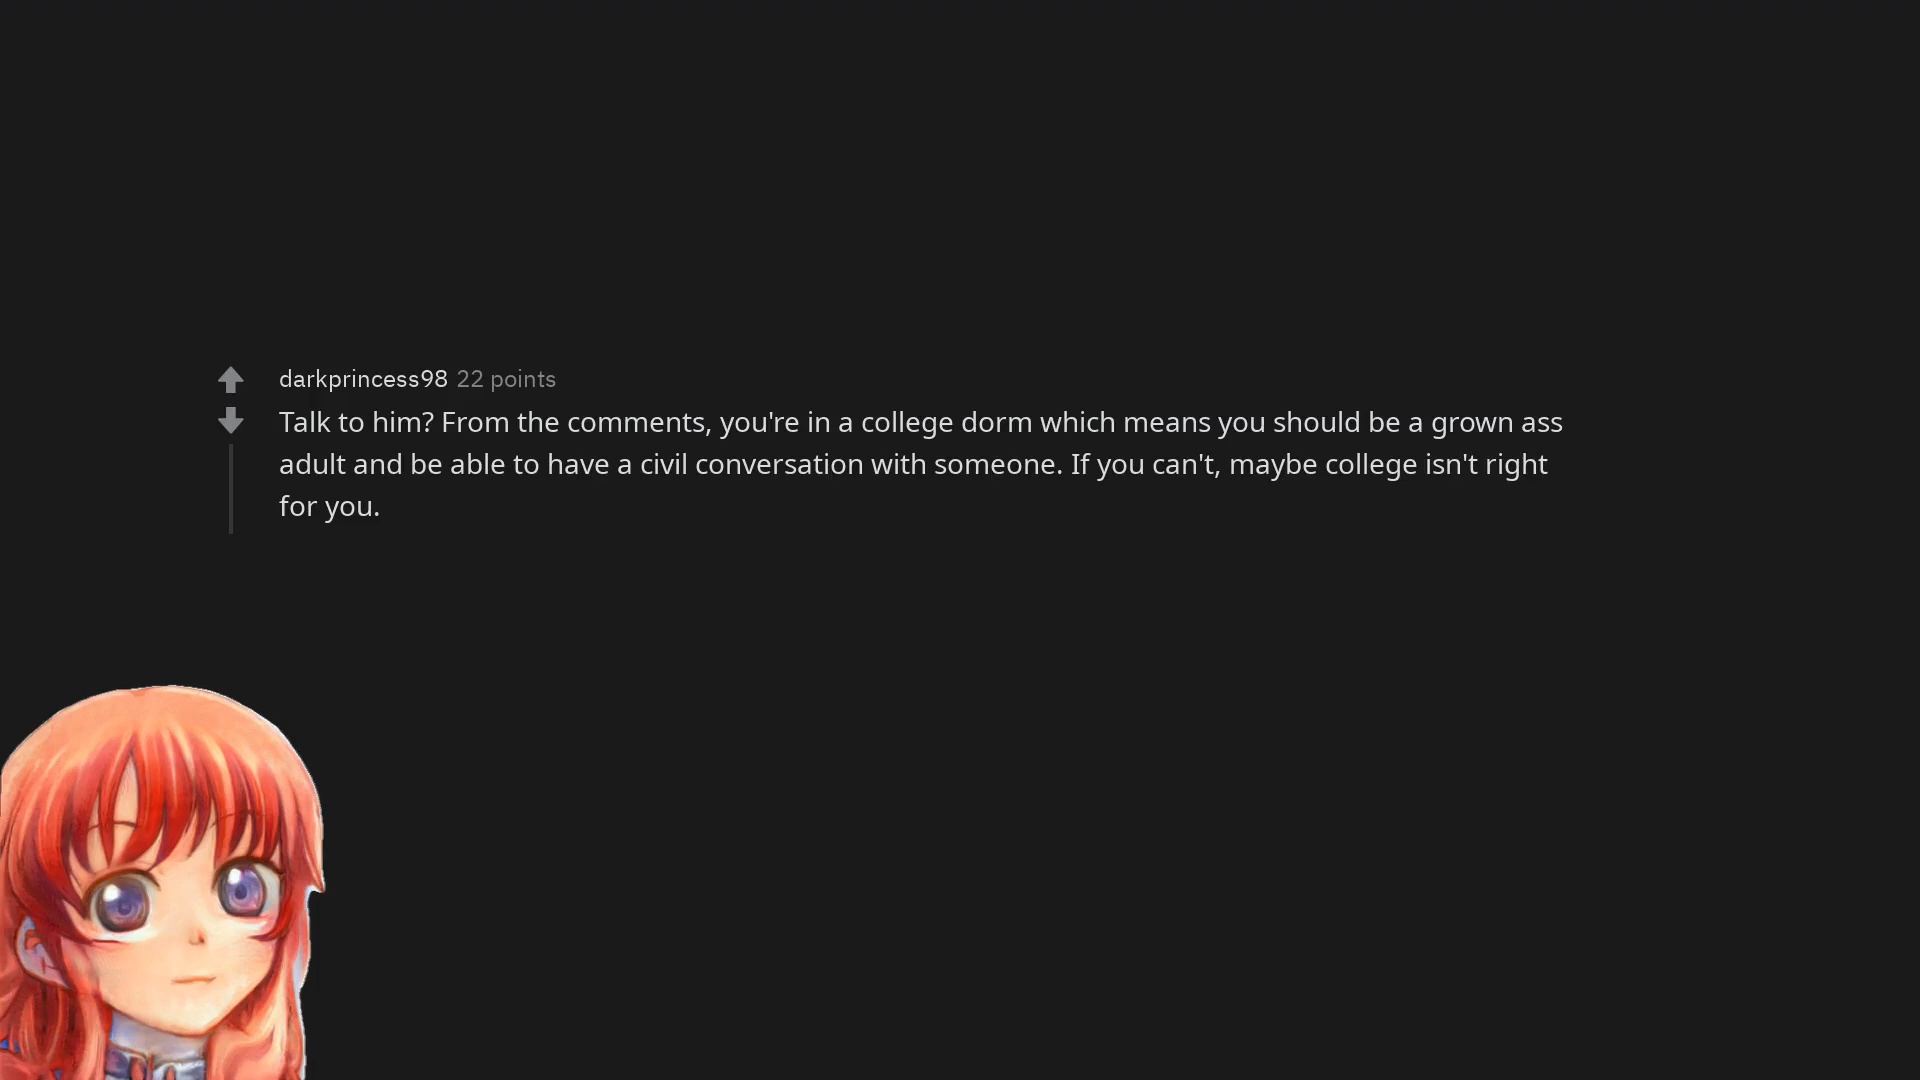 darkprincess98 22 points
Talk to him? From the comments, you're in a college dorm which means you should be a grown ass
adult and be able to have a civil conversation with someone. If you can't, maybe college isn't right
for you.